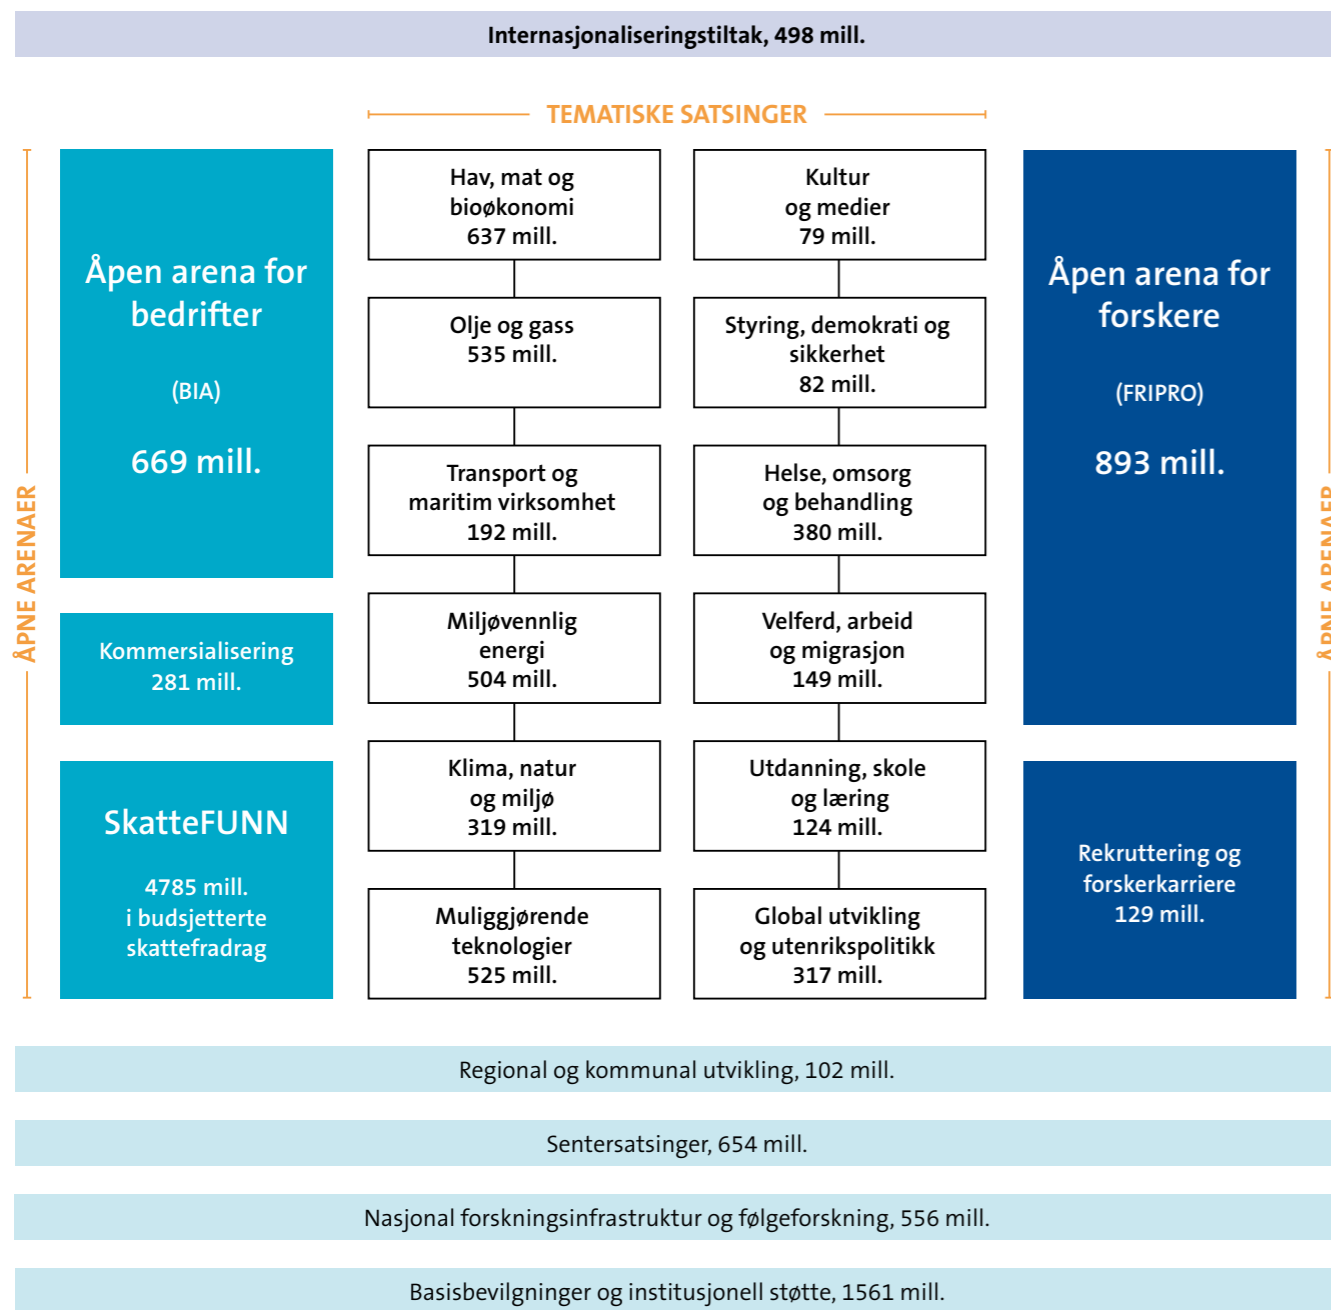 Internasjonaliseringstiltak, 498 mill.
TEMATISKE SATSINGER
ÅPNE ARENAER
Åpen arena for
bedrifter
(BIA)
669 mill.
Kommersialisering
281 mill.
SkatteFUNN
4785 mill.
i budsjetterte
skattefradrag
Hav, mat og
bioøkonomi
637 mill.
Olje og gass
535 mill.
Transport og
maritim virksomhet
192 mill.
Miljøvennlig
energi
504 mill.
Klima, natur
og miljø
319 mill.
Muliggjørende
teknologier
525 mill.
Kultur
og medier
79 mill.
Styring, demokrati og
sikkerhet
82 mill.
Helse, omsorg
og behandling
380 mill.
Velferd, arbeid
og migrasjon
149 mill.
Utdanning, skole
og læring
124 mill.
Global utvikling
og utenrikspolitikk
317 mill.
Åpen arena for
forskere
(FRIPRO)
893 mill.
Rekruttering og
forskerkarriere
129 mill.
ÅPNE ARENAER
Regional og kommunal utvikling, 102 mill.
Sentersatsinger, 654 mill.
Nasjonal forskningsinfrastruktur og følgeforskning, 556 mill.
Basisbevilgninger og institusjonell støtte, 1561 mill.